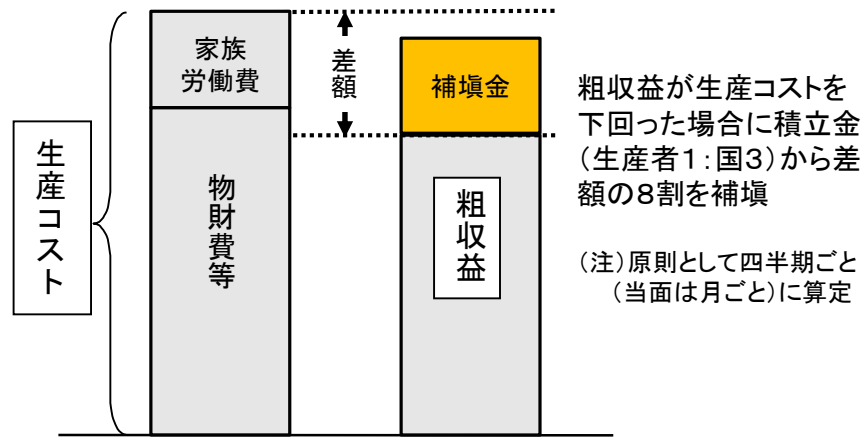 家族
労働費
差額
補塡金
生産コスト
物財費等
粗収益
粗収益が生産コストを
下回った場合に積立金
(生産者1:国3)から差
額の8割を補塡
(注)原則として四半期ごと
(当面は月ごと)に算定